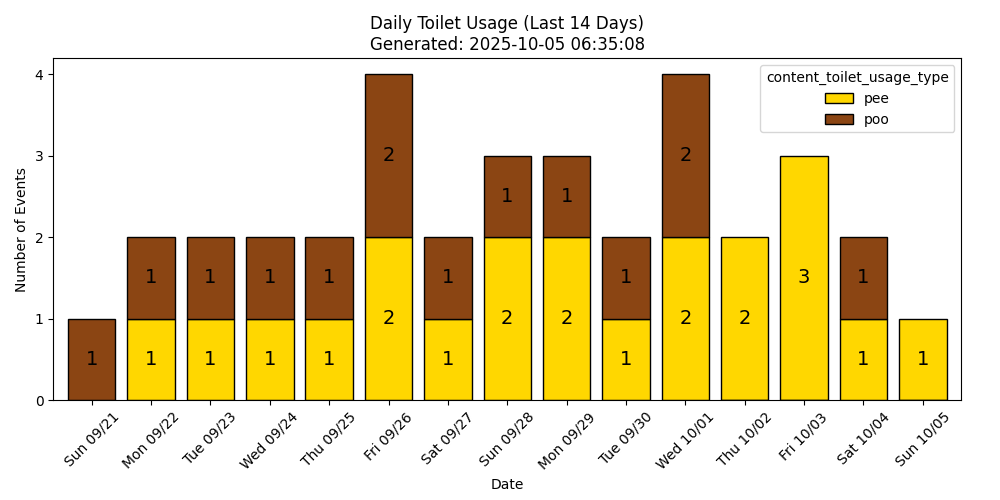 Daily Toilet Usage (Last 14 Days)
Generated: 2025-10-05 06:35:08
content_toilet_usage_type
pee
poo
Number of Events
4
3
2
1
0
1
1
1
1
1
1
1
1
1
2
2
1
1
1
2
1
2
1
1
2
2
2
3
1
1
1
Sun 09/21
Mon 09/22
Tue 09/23
Wed 09/24
Thu 09/25
Fri 09/26
Sat 09/27
Sun 09/28
Mon 09/29
Tue 09/30
Wed 10/01
Thu 10/02
Fri 10/03
Sat 10/04
Sun 10/05
Date